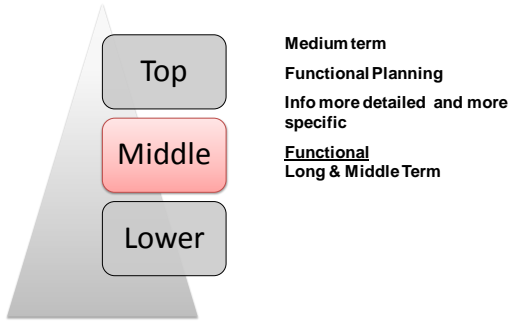 Top
Middle
Lower
Medium term
Functional Planning
Info more detailed and more
specific
Functional
Long & Middle Term